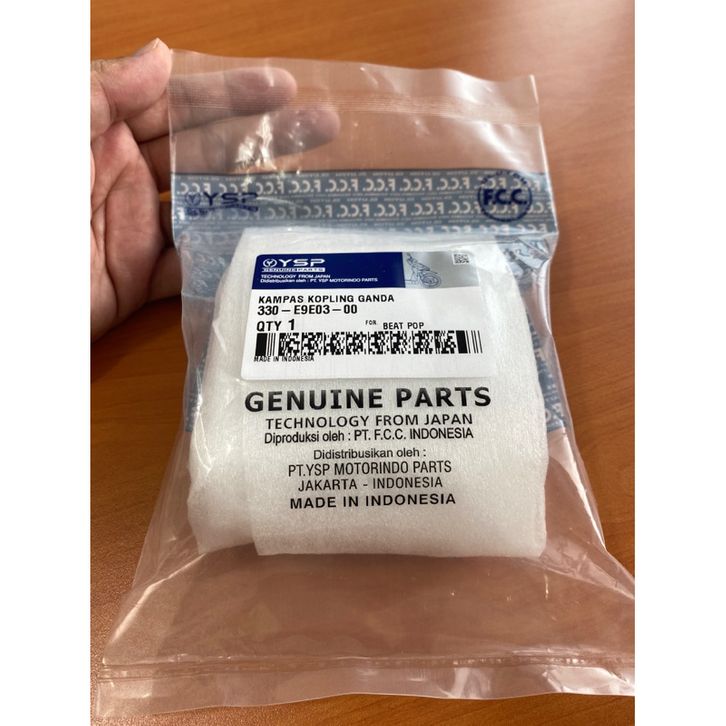 YSP F.C.C. F.C.C. F.C.C. F.C.C. F.C.C.
F.C.C.
YSP
GENUINEPARTS
TECHNOLOGY FROM JAPAN
Didistribusikan oleh : PT. YSP MOTORINDO PARTS
KAMPAS KOPLING GANDA
330-E9E03-00
QTY 1 FOR BEAT POP
MADE IN INDONESIA
GENUINE PARTS
TECHNOLOGY FROM JAPAN
Diproduksi oleh : PT. F.C.C. INDONESIA
Didistribusikan oleh :
PT.YSP MOTORINDO PARTS
JAKARTA - INDONESIA
MADE IN INDONESIA